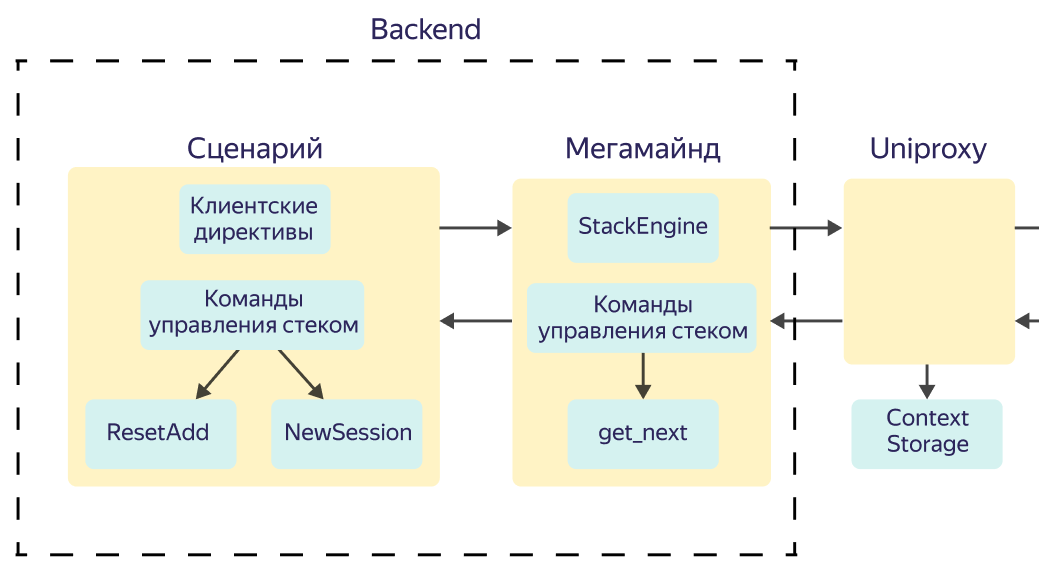 Backend
Сценарий
Мегамайнд
Uniproxy
Клиентские
директивы
StackEngine
Команды
управления стеком
Команды
управления стеком
ResetAdd
NewSession
get_next
Context
Storage